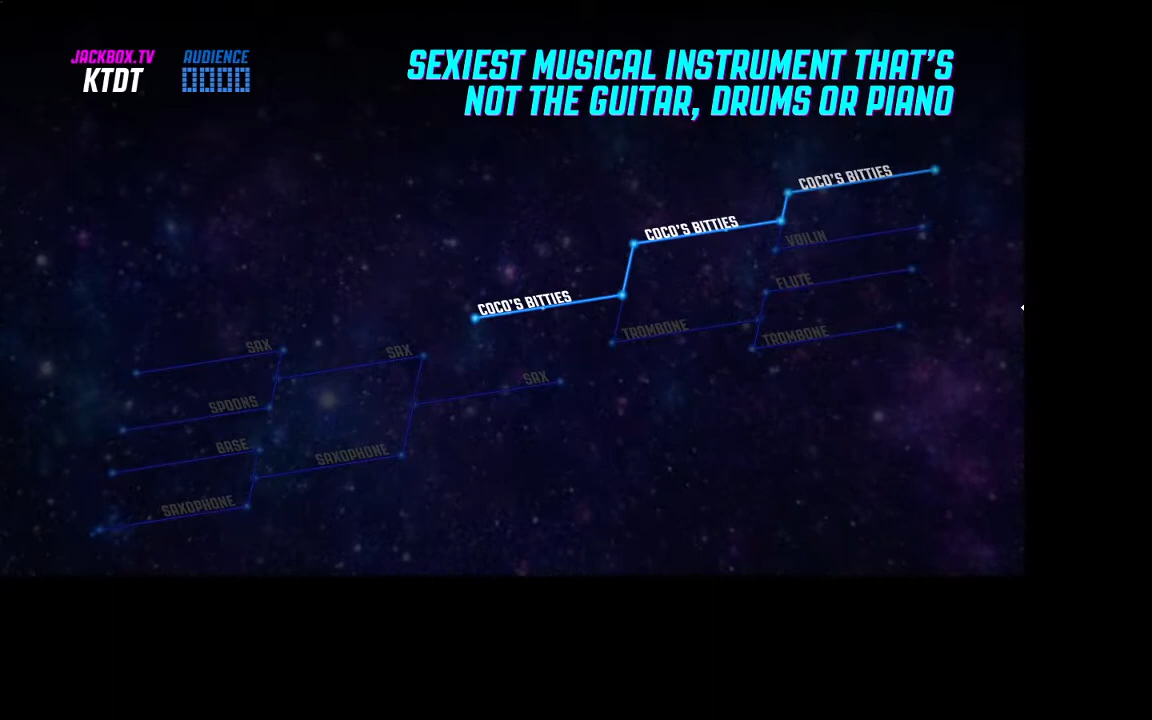 JACKBOX.TV
KTDT
AUDIENCE
SEXIEST MUSICAL INSTRUMENT THAT'S
NOT THE GUITAR, DRUMS OR PIANO
COCO'S BITTIES
COCO'S BITTIES
VOILIN
FLUTE
COCO'S BITTIES
TROMBONE
TROMBONE
SAX
SAX
SAX
SPOONS
BASE
SAXOPHONE
SAXOPHONE